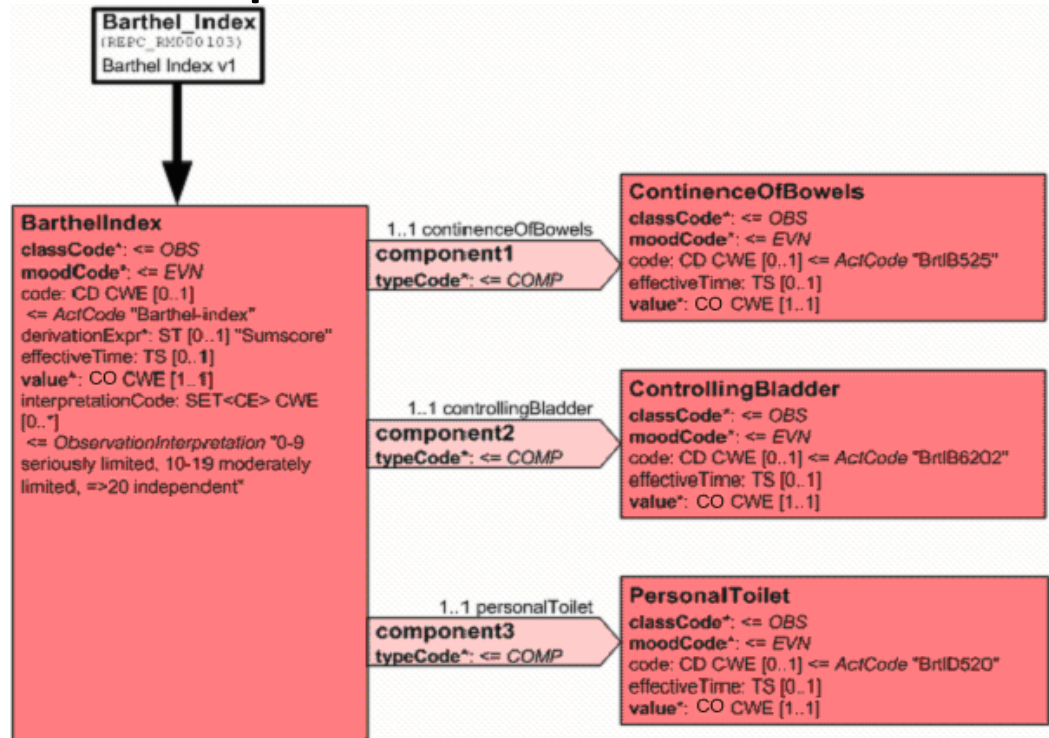 Barthel_Index
(REPC_RM000103)
Barthel Index v1
BarthelIndex
classCode*: <= OBS
moodCode*: <= EVN
code: CD CWE [0..1]
<= ActCode "Barthel-index"
derivationExpr*: ST [0..1] "Sumscore"
effectiveTime: TS [0..1]
value*: CO CWE [1..1]
interpretationCode: SET<CE> CWE
[0..*]
<= ObservationInterpretation "0-9
seriously limited, 10-19 moderately
limited, =>20 independent"
1..1 continenceOfBowels
component1
typeCode*: <= COMP
ContinenceOfBowels
classCode*: <= OBS
moodCode*: <= EVN
code: CD CWE [0..1] <= ActCode "BrtlB525"
effectiveTime: TS [0..1]
value*: CO CWE [1..1]
1..1 controllingBladder
component2
typeCode*: <= COMP
ControllingBladder
classCode*: <= OBS
moodCode*: <= EVN
code: CD CWE [0..1] <= ActCode "BrtlB6202"
effectiveTime: TS [0..1]
value*: CO CWE [1..1]
1..1 personalToilet
component3
typeCode*: <= COMP
PersonalToilet
classCode*: <= OBS
moodCode*: <= EVN
code: CD CWE [0..1] <= ActCode "BrtlD520"
effectiveTime: TS [0..1]
value*: CO CWE [1..1]